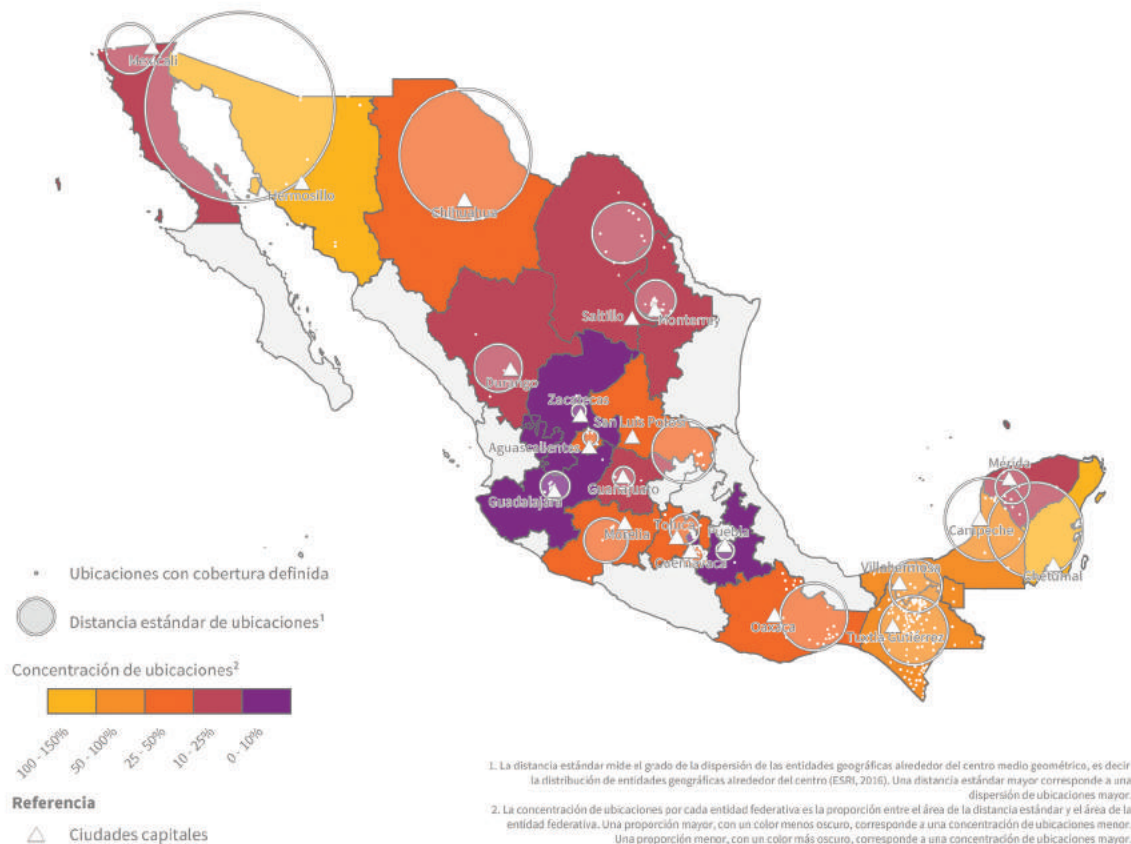 Mexicali
Hermosillo
Chihuahua
Saltillo
Monterrey
Durango
Zacatecas
San Luis Potosí
Aguascalientes
Guadalajara
Guanajuato
Morelia
Toluca
Puebla
Cuernavaca
Mérida
Campeche
Chetumal
Villahermosa
Oaxaca
Tuxtla Gutiérrez
Ubicaciones con cobertura definida
Distancia estándar de ubicaciones¹
Concentración de ubicaciones²
100 - 150%
50 - 100%
25 - 50%
10 - 25%
0 - 10%
Referencia
Ciudades capitales
1. La distancia estándar mide el grado de la dispersión de las entidades geográficas alrededor del centro medio geométrico, es decir
la distribución de entidades geográficas alrededor del centro (ESRI, 2016). Una distancia estándar mayor corresponde a una
dispersión de ubicaciones mayor.
2. La concentración de ubicaciones por cada entidad federativa es la proporción entre el área de la distancia estándar y el área de la
entidad federativa. Una proporción mayor, con un color menos oscuro, corresponde a una concentración de ubicaciones menor.
Una proporción menor, con un color más oscuro, corresponde a una concentración de ubicaciones mayor.